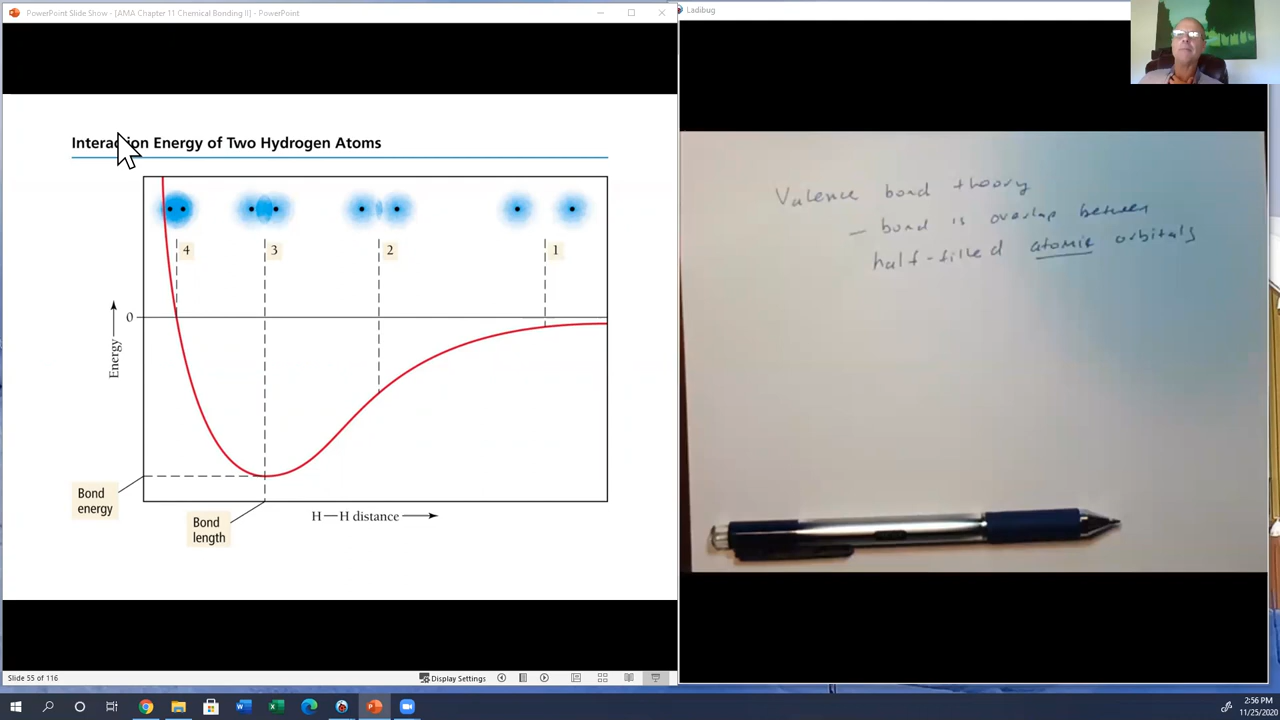 PowerPoint Slide Show - [AMA Chapter 11 Chemical Bonding II] - PowerPoint
Interaction Energy of Two Hydrogen Atoms
4
3
2
1
0
Energy
Bond
energy
Bond
length
H—H distance
Slide 55 of 116
Display Settings
Ladibug
Valence bond theory
— bond is overlap between
half-filled atomic orbitals
2:56 PM
11/25/2020